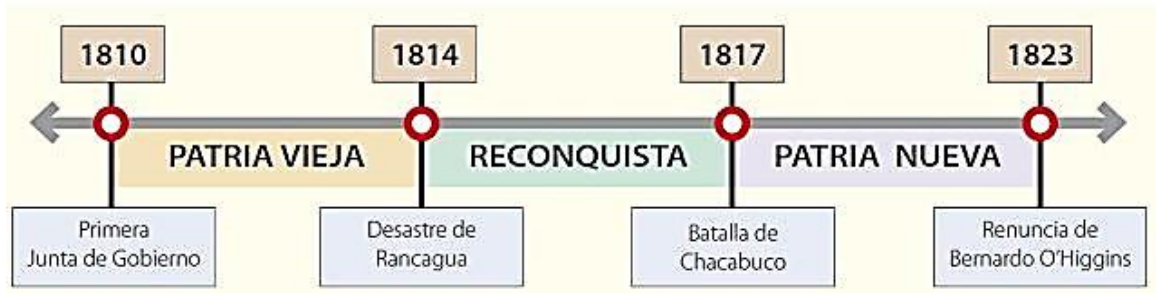 1810
1814
1817
1823
PATRIA VIEJA
RECONQUISTA
PATRIA NUEVA
Primera
Junta de Gobierno
Desastre de
Rancagua
Batalla de
Chacabuco
Renuncia de
Bernardo O'Higgins